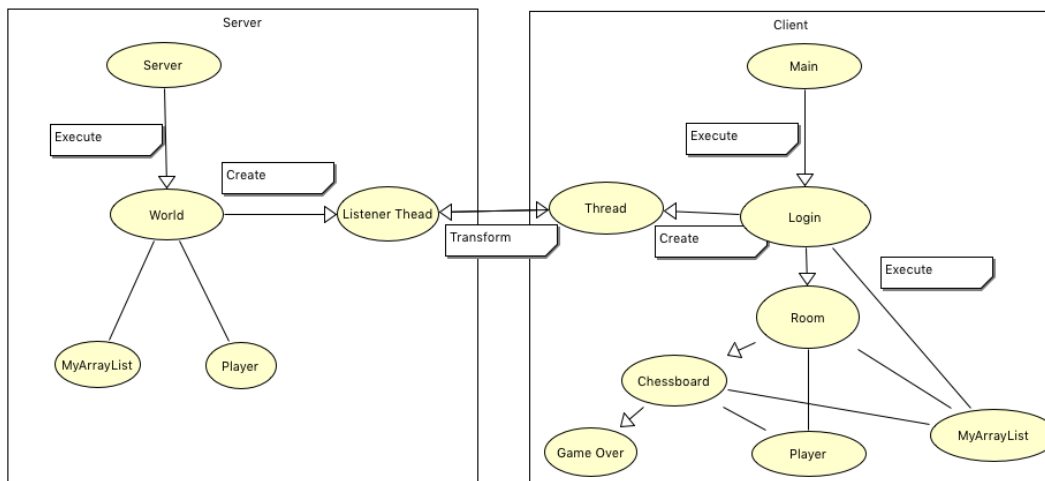 Server
Server
Execute
Create
World
Listener Thead
MyArrayList
Player
Transform
Client
Main
Execute
Thread
Create
Login
Execute
Room
Chessboard
Game Over
Player
MyArrayList